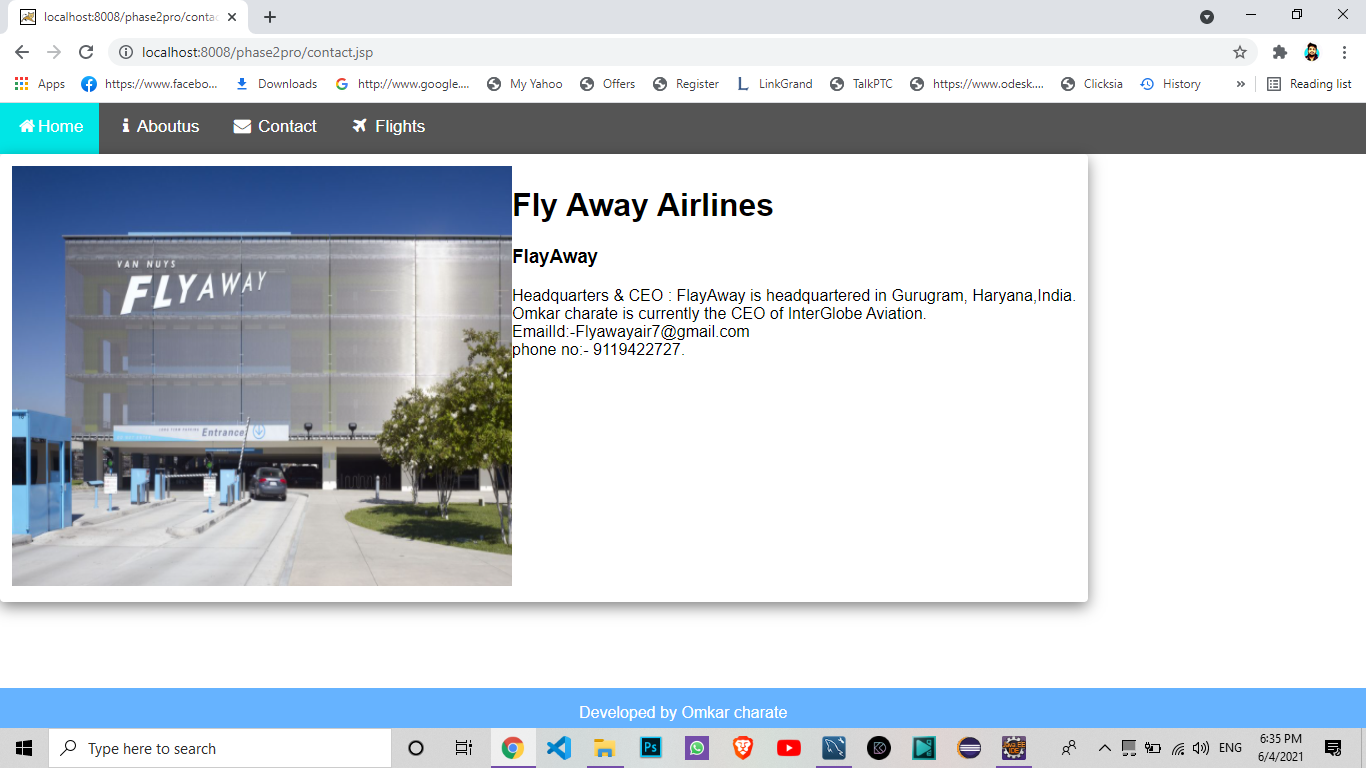 localhost:8008/phase2pro/conta
localhost:8008/phase2pro/contact.jsp
Apps
https://www.facebo...
Downloads
http://www.google....
My Yahoo
Offers
Register
LinkGrand
TalkPTC
https://www.odesk....
Clicksia
History
»
Reading list
Home
Aboutus
Contact
Flights
VAN NUYS
FLYAWAY
Entrance
Fly Away Airlines
FlayAway
Headquarters & CEO : FlayAway is headquartered in Gurugram, Haryana,India.
Omkar charate is currently the CEO of InterGlobe Aviation.
EmailId:-Flyawayair7@gmail.com
phone no:- 9119422727.
Developed by Omkar charate
Type here to search
Ps
ENG
6:35 PM
6/4/2021